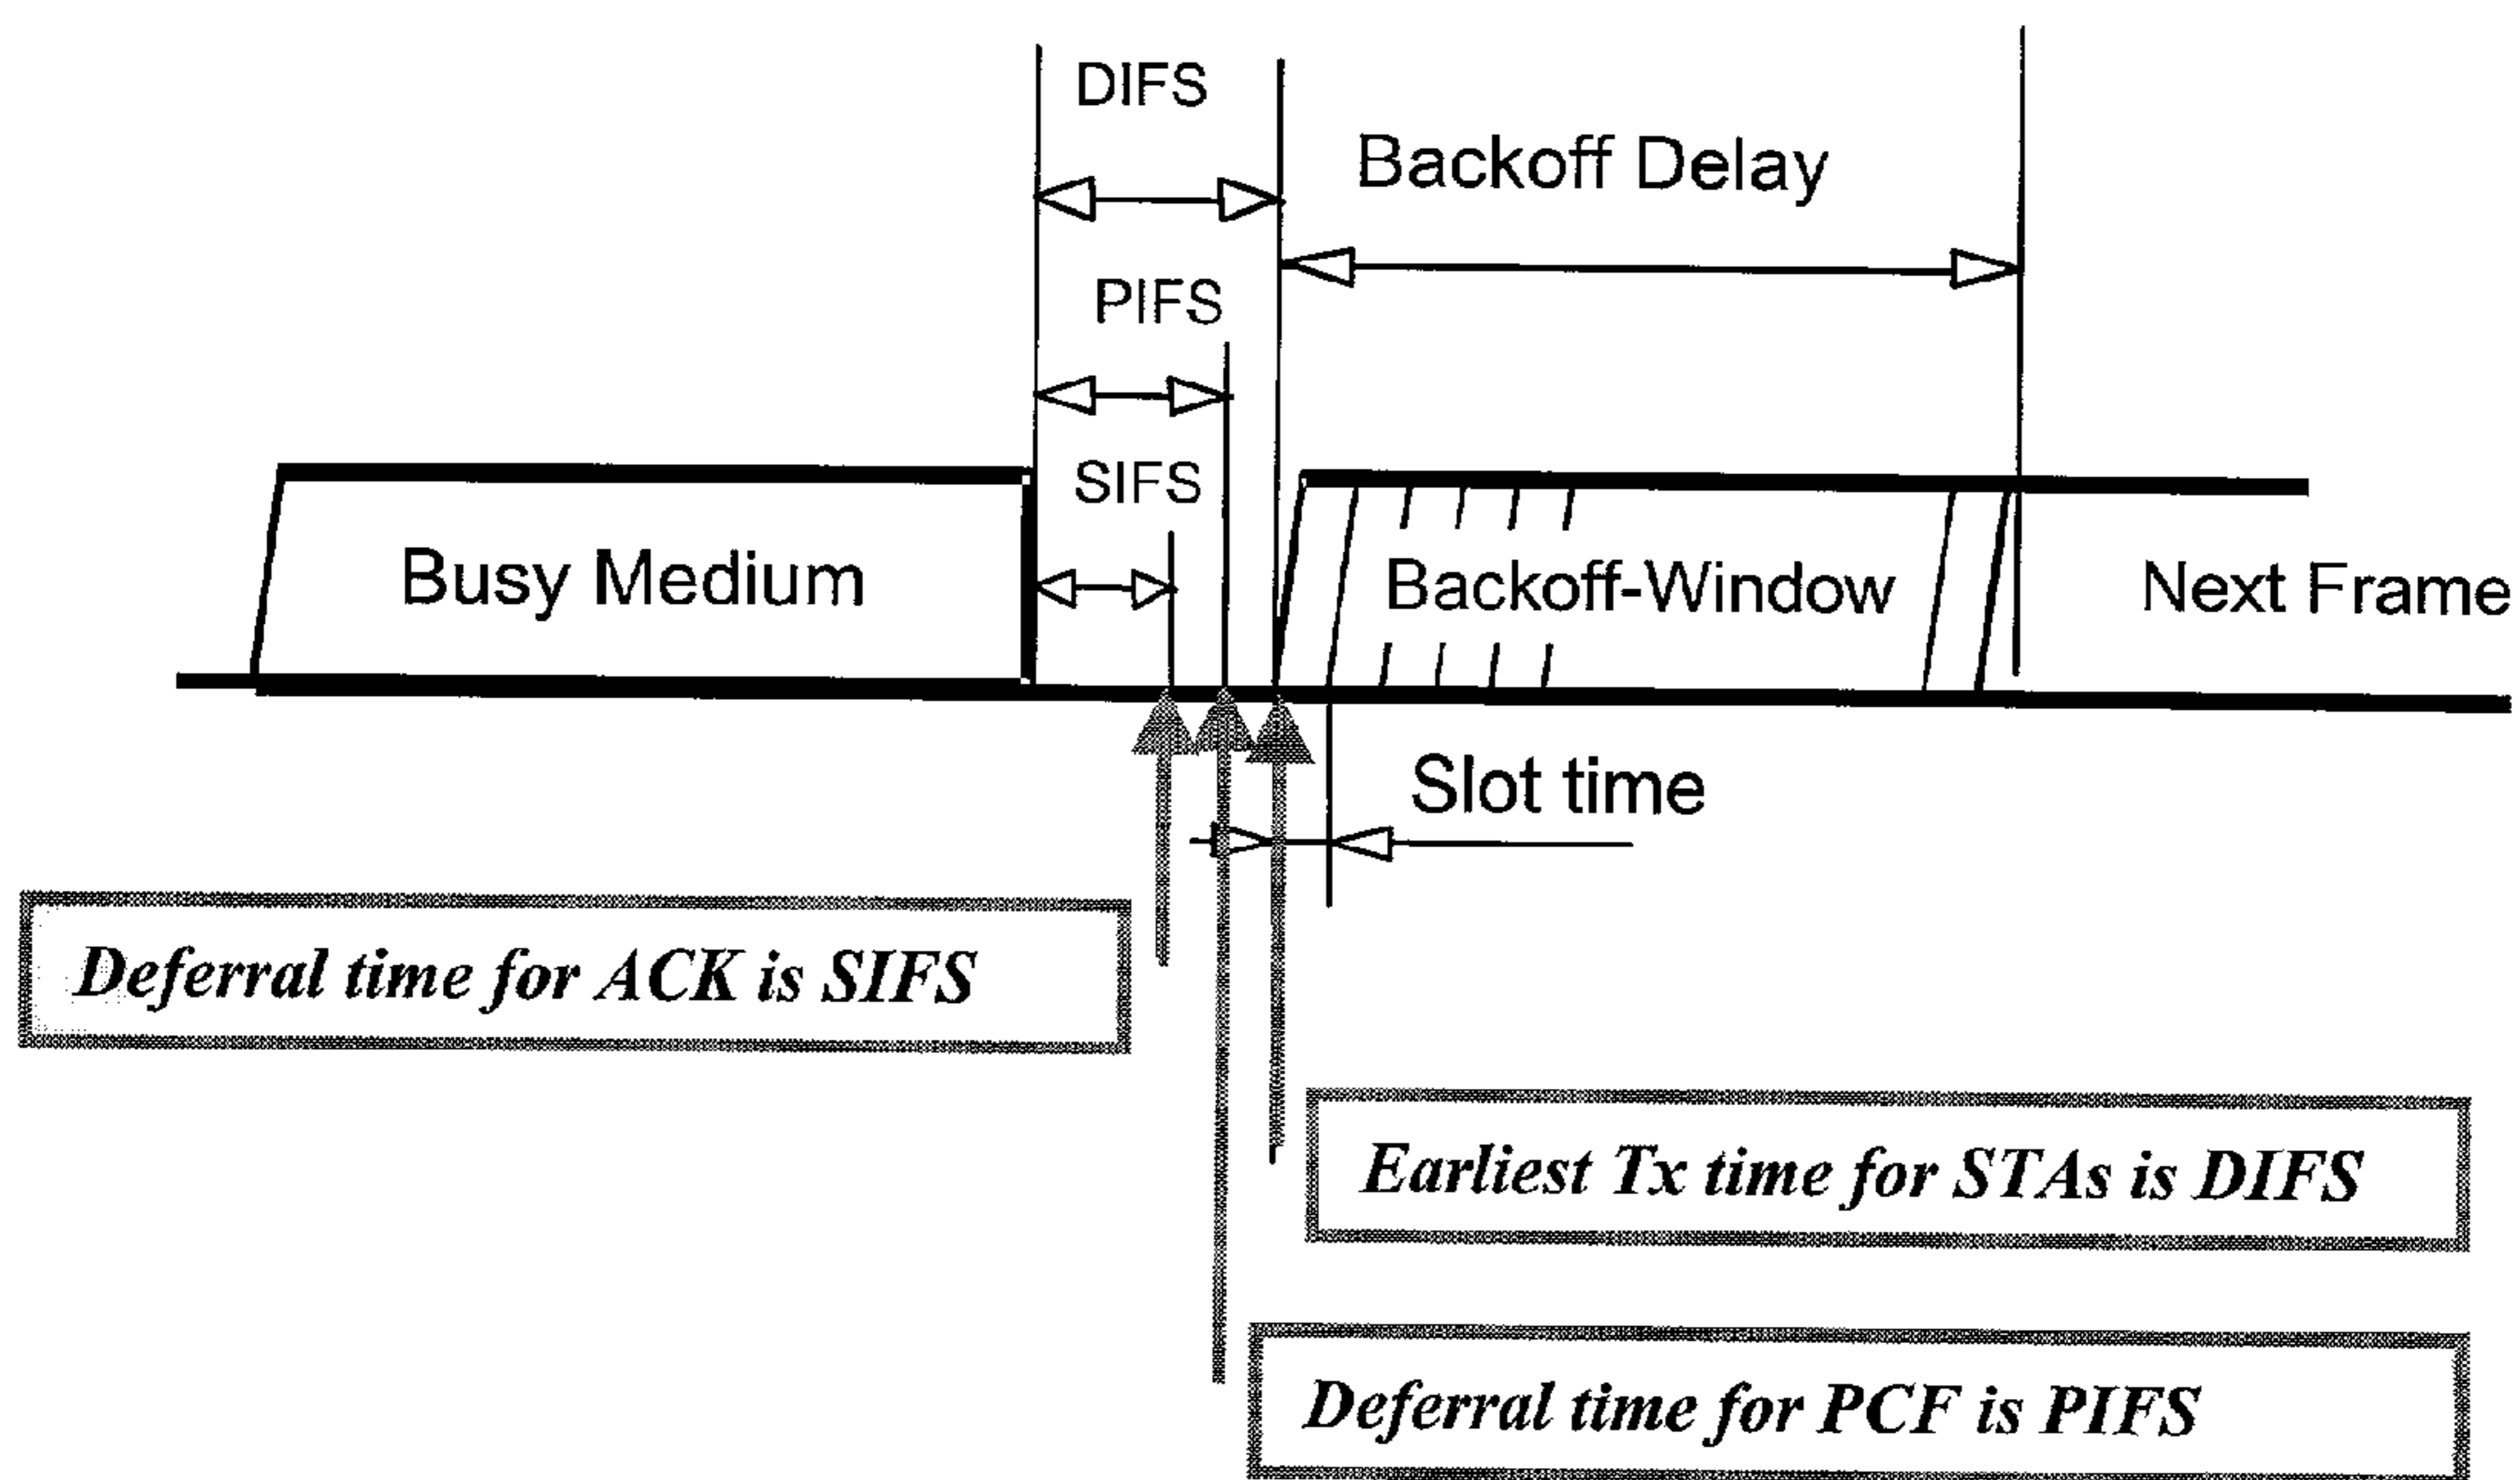 DIFS
Backoff Delay
PIFS
SIFS
Busy Medium
Backoff-Window
Next Frame
Slot time
Deferral time for ACK is SIFS
Earliest Tx time for STAs is DIFS
Deferral time for PCF is PIFS